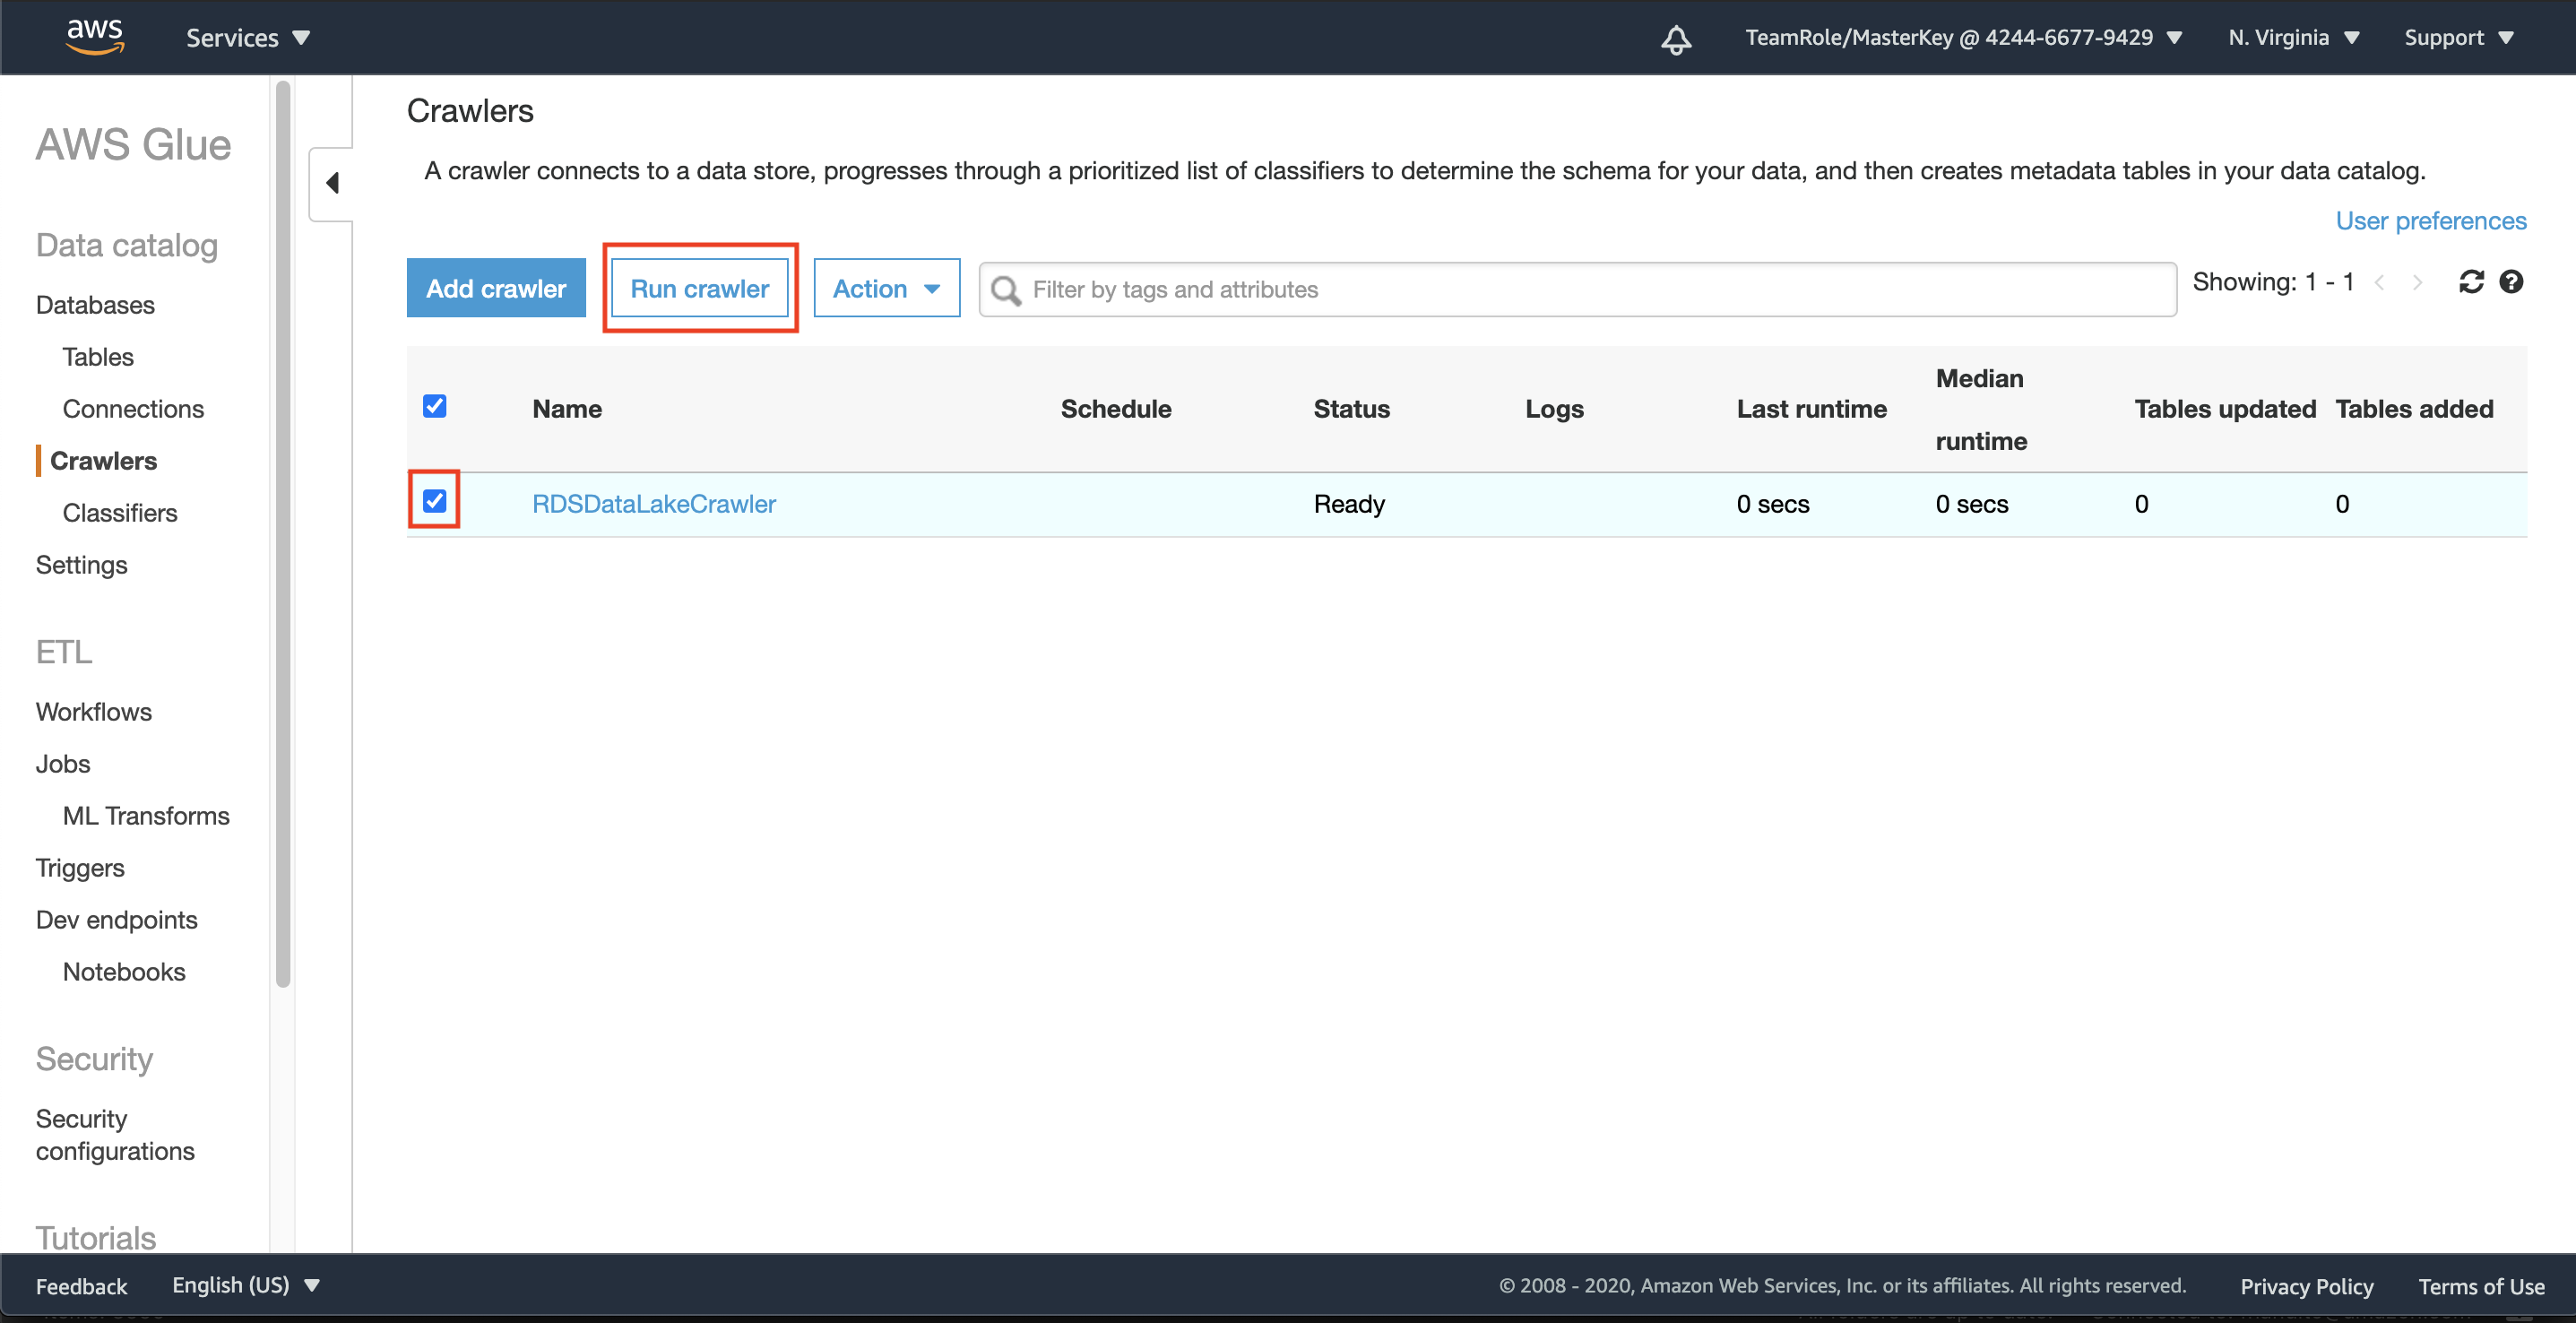 aws
Services
TeamRole/MasterKey @ 4244-6677-9429
N. Virginia
Support
AWS Glue
Data catalog
Databases
Tables
Connections
Crawlers
Classifiers
Settings
ETL
Workflows
Jobs
ML Transforms
Triggers
Dev endpoints
Notebooks
Security
Security
configurations
Tutorials
Crawlers
A crawler connects to a data store, progresses through a prioritized list of classifiers to determine the schema for your data, and then creates metadata tables in your data catalog.
User preferences
Add crawler Run crawler Action Filter by tags and attributes Showing: 1 - 1
Name Schedule Status Logs Last runtime Median runtime Tables updated Tables added
RDSDataLakeCrawler Ready 0 secs 0 secs 0 0
Feedback English (US) © 2008 - 2020, Amazon Web Services, Inc. or its affiliates. All rights reserved. Privacy Policy Terms of Use